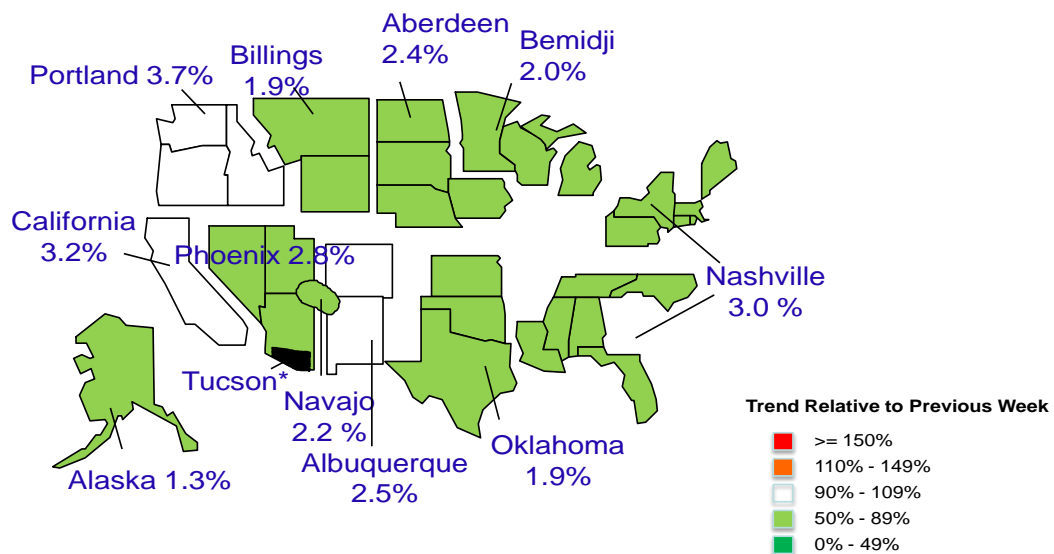 Aberdeen
2.4%
Bemidji
2.0%
Billings
1.9%
Portland 3.7%
California
3.2%
Phoenix 2.8%
Nashville
3.0 %
Tucson*
Navajo
2.2 %
Albuquerque
2.5%
Oklahoma
1.9%
Alaska 1.3%
Trend Relative to Previous Week
>= 150%
110% - 149%
90% - 109%
50% - 89%
0% - 49%